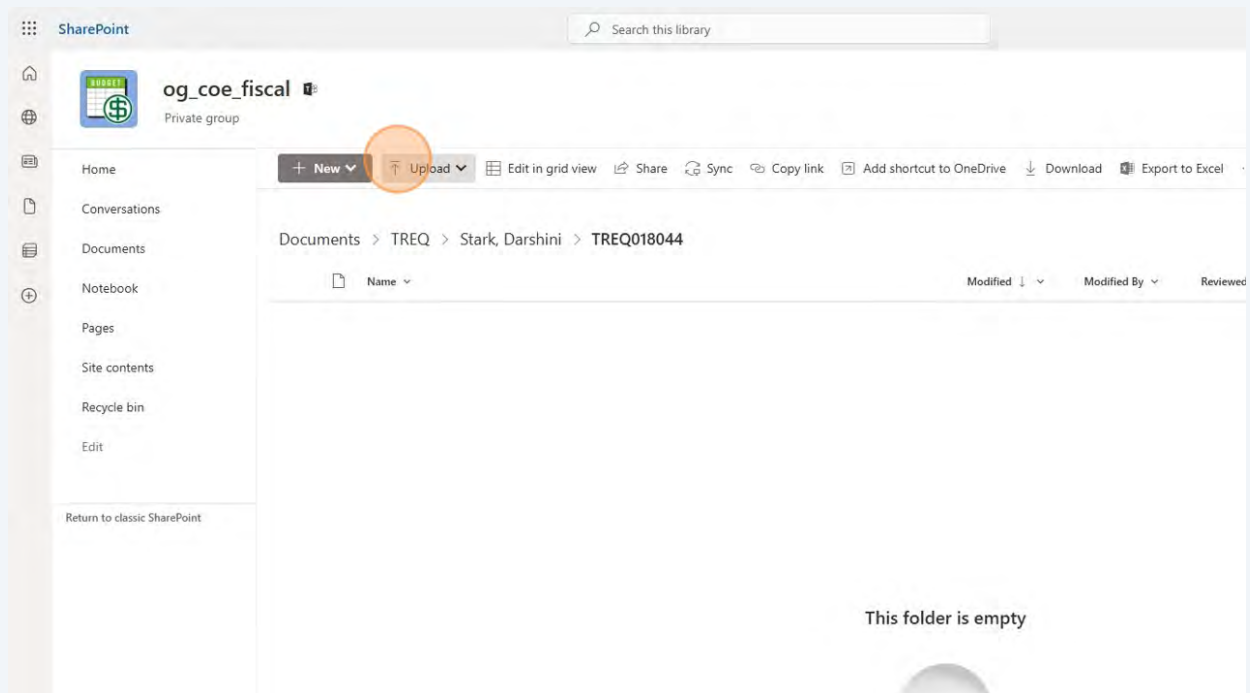 SharePoint
Search this library
BUDGET
og_coe_fiscal
Private group
+ New Upload Edit in grid view Share Sync Copy link Add shortcut to OneDrive Download Export to Excel
Home
Conversations
Documents
Notebook
Pages
Site contents
Recycle bin
Edit
Return to classic SharePoint
Documents > TREQ > Stark, Darshini > TREQ018044
Name Modified ↓ Modified By Reviewed
This folder is empty